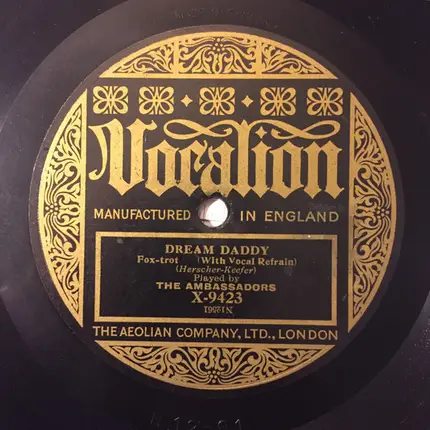 Vocalion
MANUFACTURED IN ENGLAND
DREAM DADDY
Fox-trot (With Vocal Refrain)
(Herscher-Keefer)
Played by
THE AMBASSADORS
X-9423
THE AEOLIAN COMPANY, LTD., LONDON